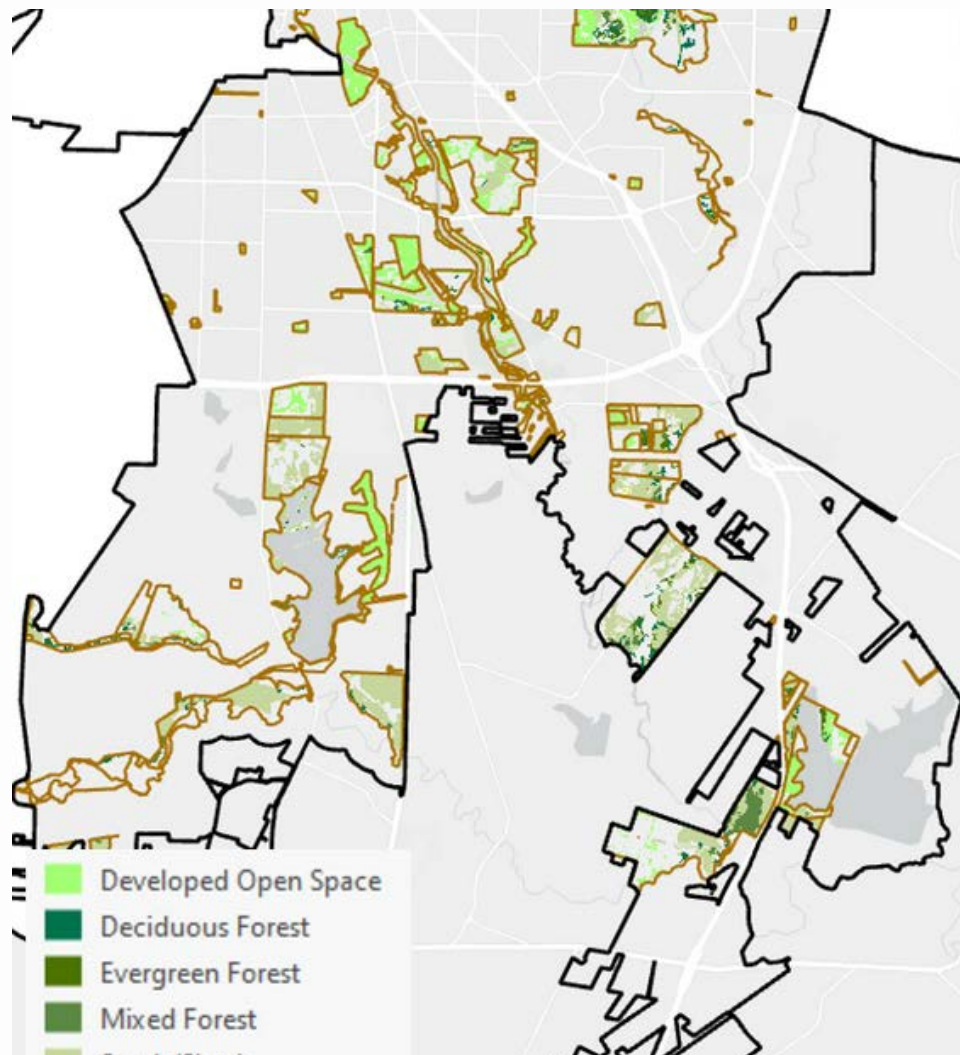 Developed Open Space
Deciduous Forest
Evergreen Forest
Mixed Forest